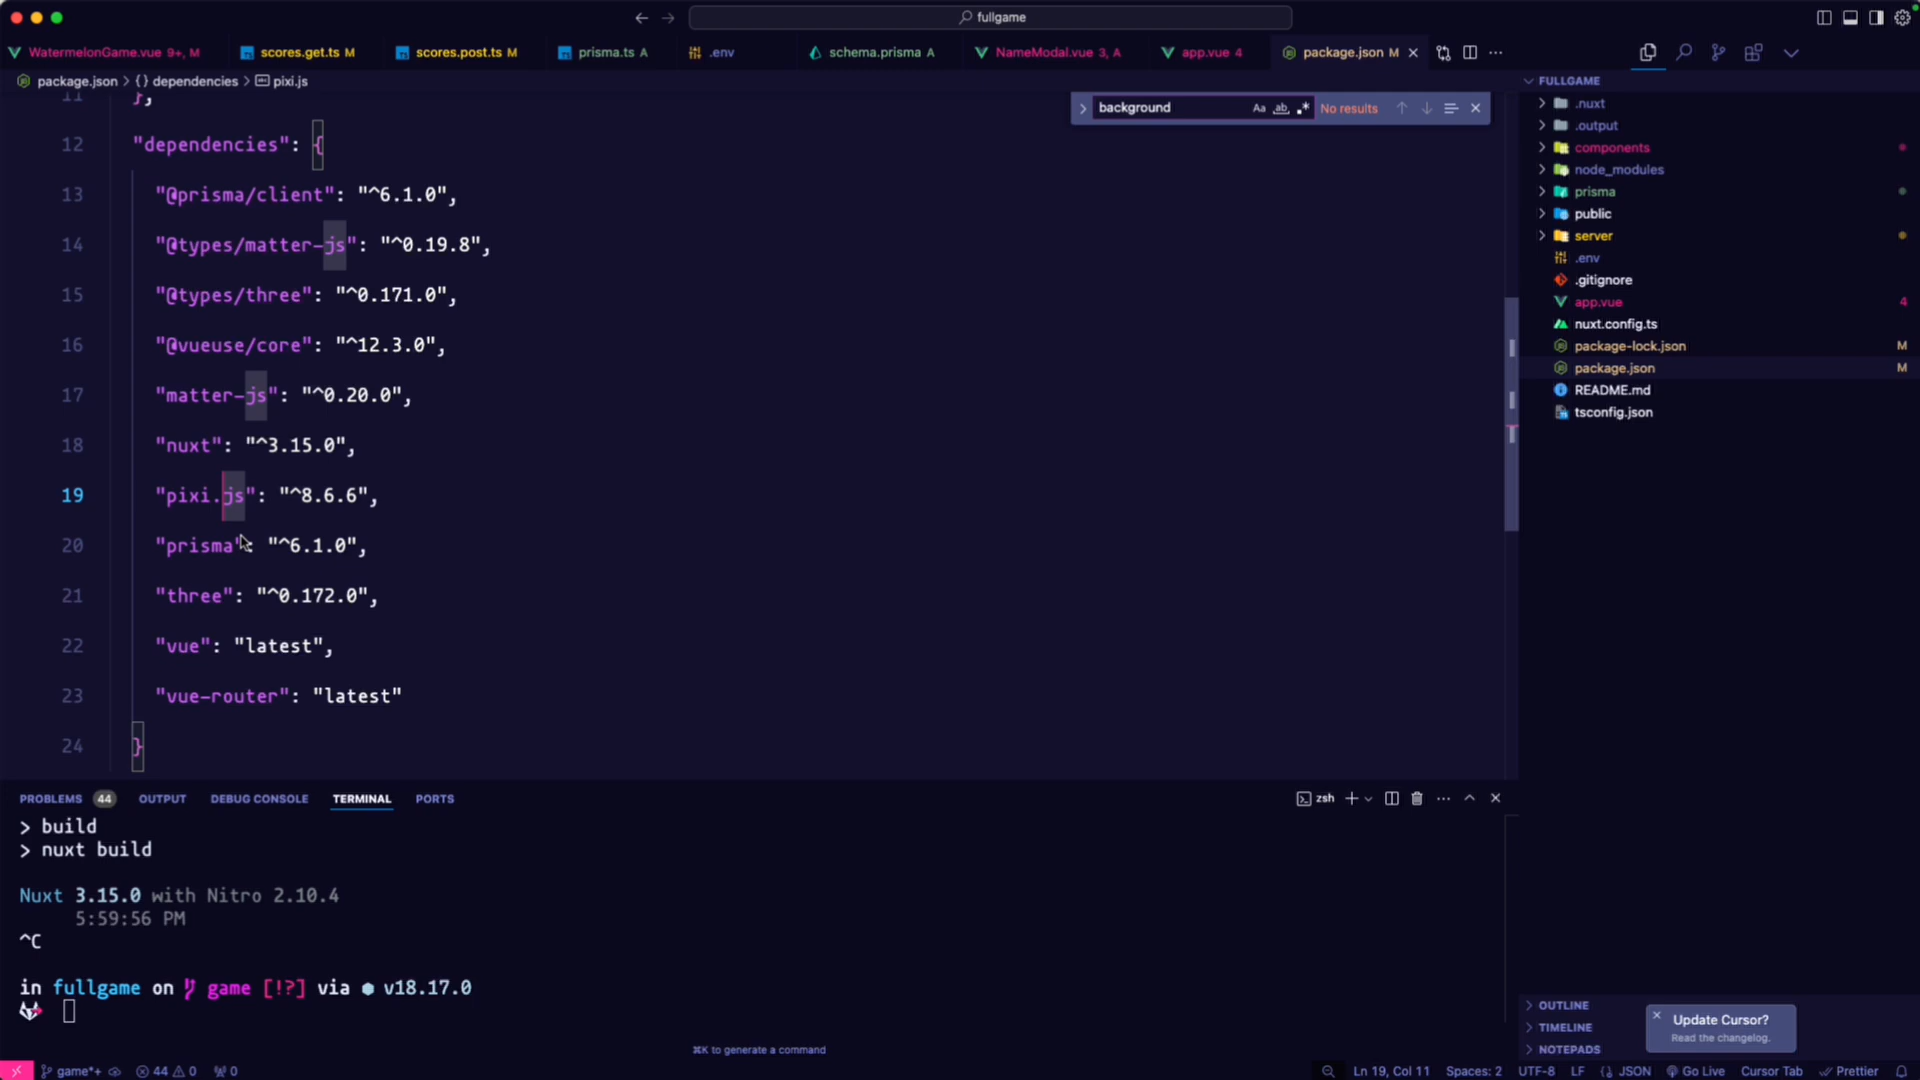 fullgame
WatermelonGame.vue 9+, M
scores.get.ts M
scores.post.ts M
prisma.ts A
.env
schema.prisma A
NameModal.vue 3, A
app.vue 4
package.json M
package.json > {} dependencies > pixi.js
background
Aa ab .* No results
11 },
12 "dependencies": {
13 "@prisma/client": "^6.1.0",
14 "@types/matter-js": "^0.19.8",
15 "@types/three": "^0.171.0",
16 "@vueuse/core": "^12.3.0",
17 "matter-js": "^0.20.0",
18 "nuxt": "^3.15.0",
19 "pixi.js": "^8.6.6",
20 "prisma": "^6.1.0",
21 "three": "^0.172.0",
22 "vue": "latest",
23 "vue-router": "latest"
24 }
FULLGAME
.nuxt
.output
components
node_modules
prisma
public
server
.env
.gitignore
app.vue 4
nuxt.config.ts
package-lock.json M
package.json M
README.md
tsconfig.json
PROBLEMS 44 OUTPUT DEBUG CONSOLE TERMINAL PORTS
zsh
> build
> nuxt build
Nuxt 3.15.0 with Nitro 2.10.4
5:59:56 PM
^C
in fullgame on game [!?] via v18.17.0
⌘K to generate a command
OUTLINE
TIMELINE
NOTEPADS
Update Cursor?
Read the changelog.
game*+ 44 0 0
Ln 19, Col 11 Spaces: 2 UTF-8 LF {} JSON Go Live Cursor Tab Prettier